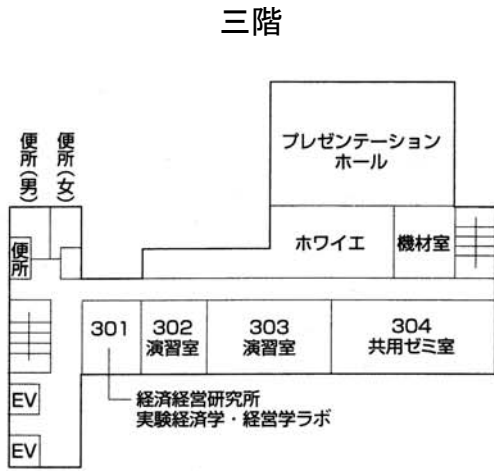 三階
便所(男)
便所(女)
プレゼンテーション
ホール
便所
ホワイエ
機材室
301
302
演習室
303
演習室
304
共用ゼミ室
EV
経済経営研究所
実験経済学・経営学ラボ
EV